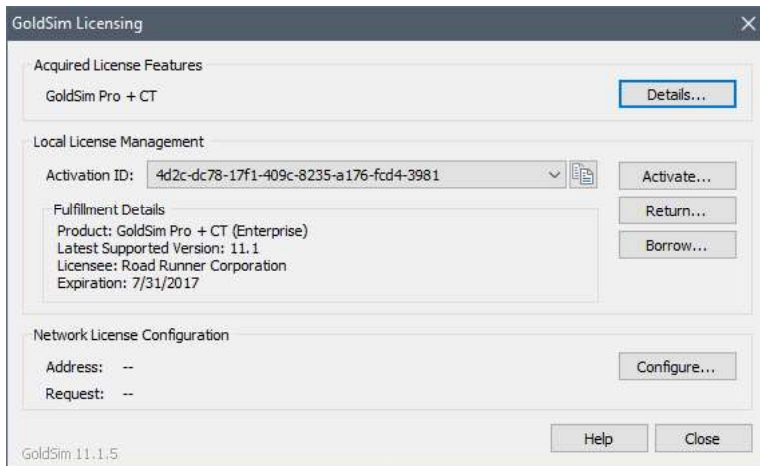 GoldSim Licensing
Acquired License Features
GoldSim Pro + CT
Details...
Local License Management
Activation ID: 4d2c-dc78-17f1-409c-8235-a176-fcd4-3981
Activate...
Fulfillment Details
Return...
Product: GoldSim Pro + CT (Enterprise)
Latest Supported Version: 11.1
Borrow...
Licensee: Road Runner Corporation
Expiration: 7/31/2017
Network License Configuration
Address: --
Configure...
Request: --
Help
Close
GoldSim 11.1.5